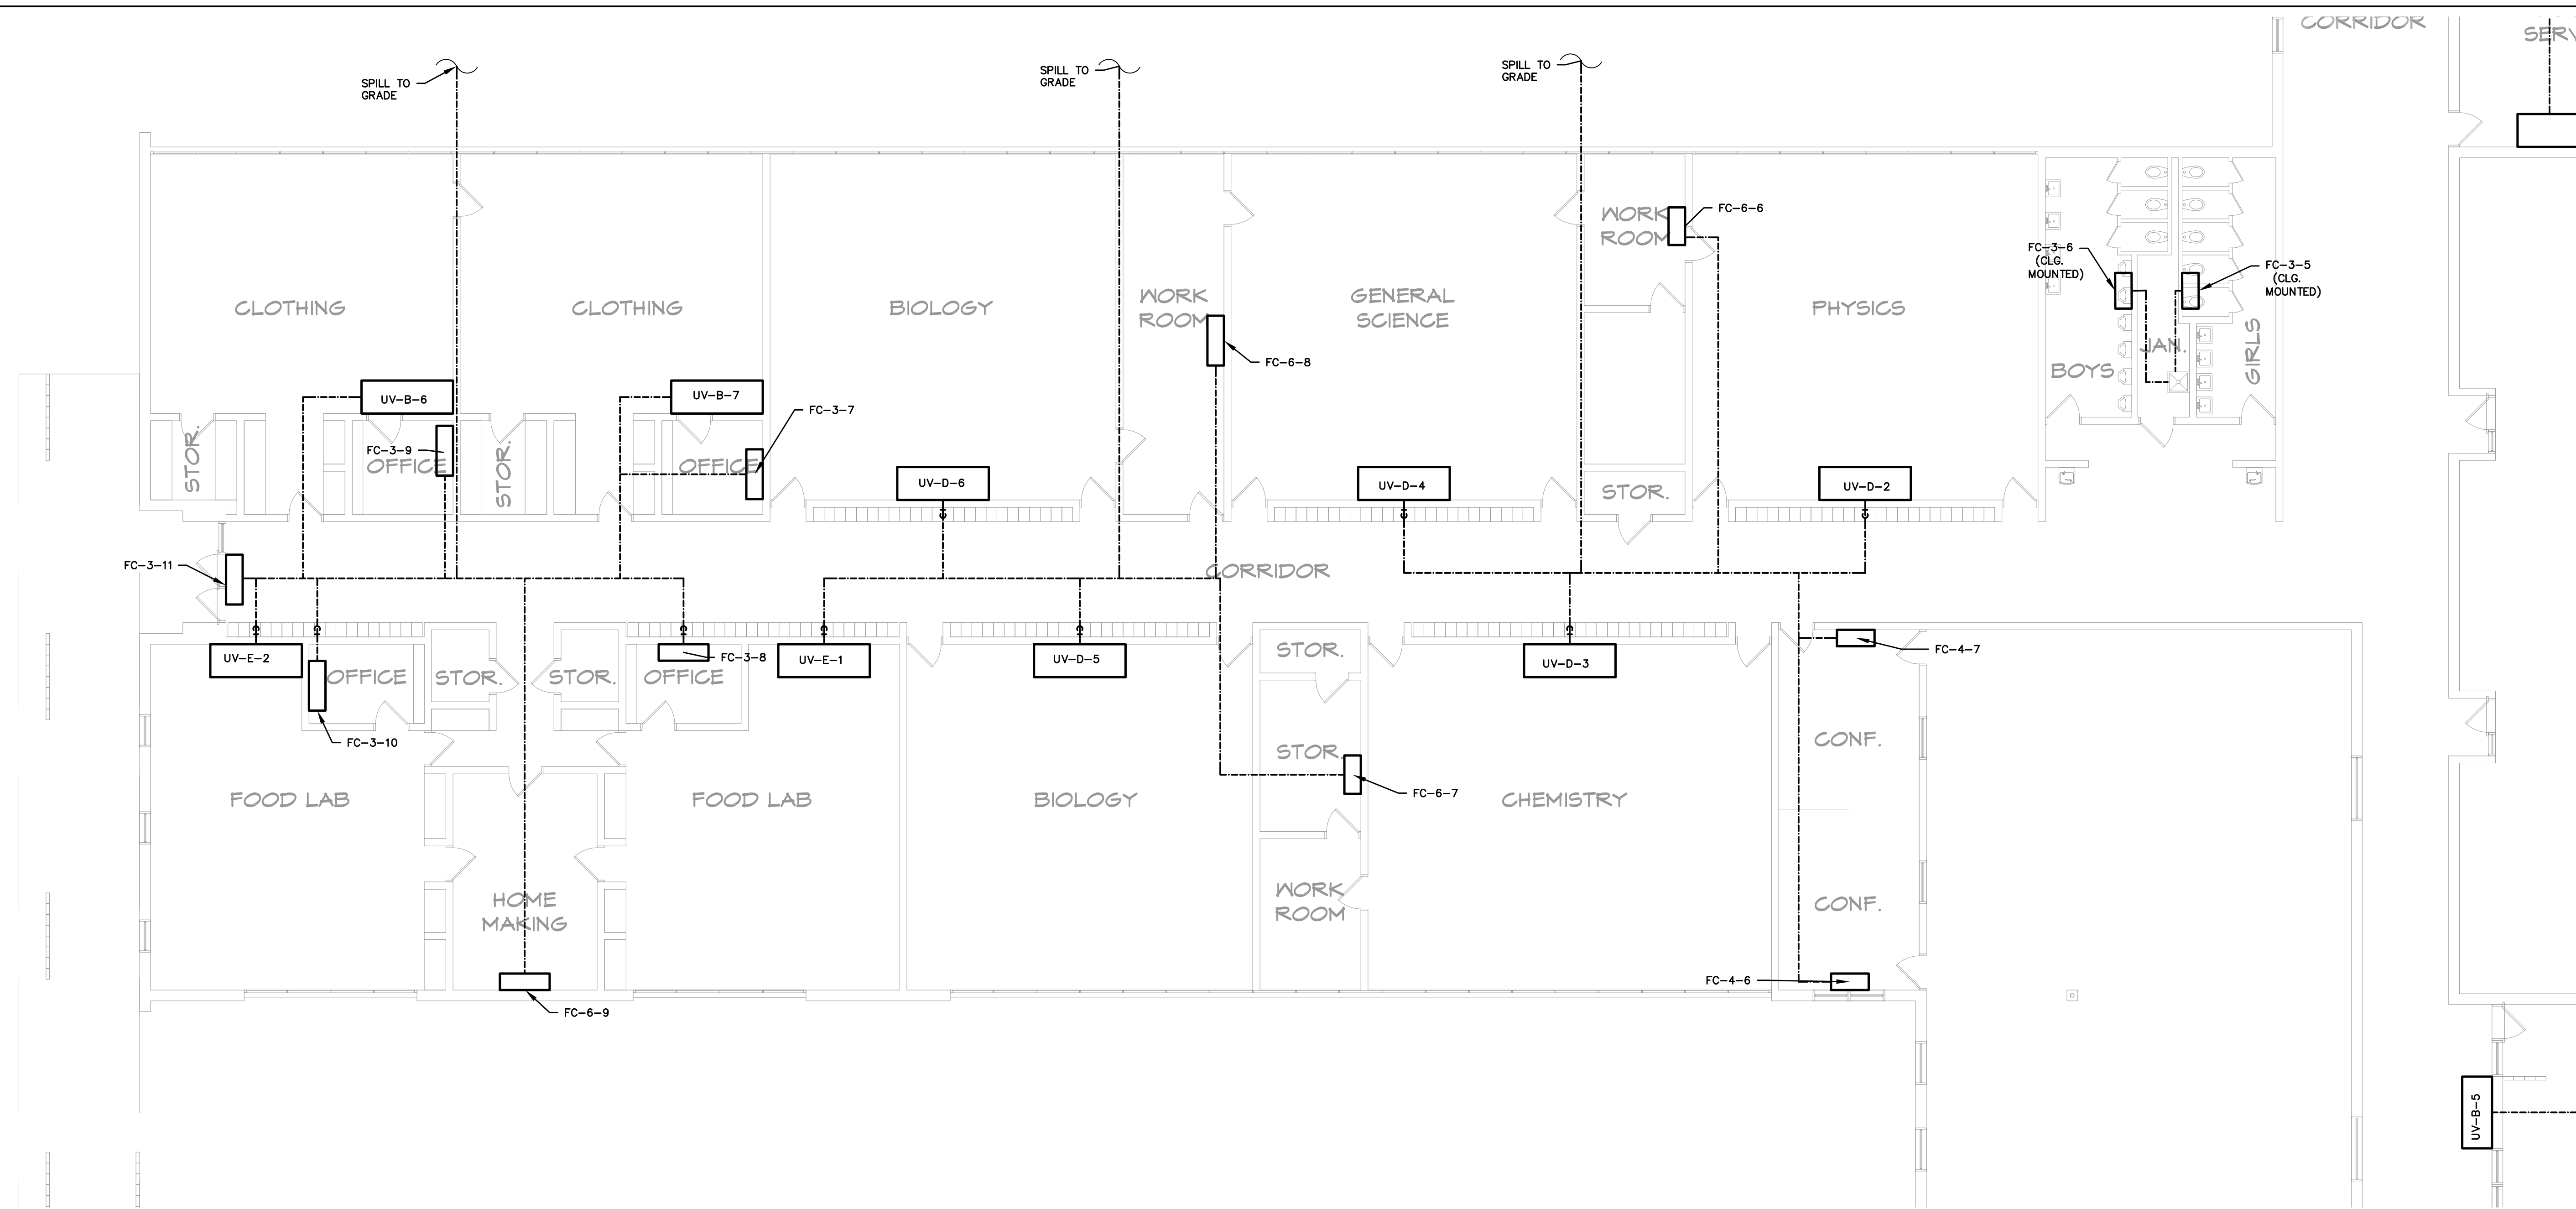 CORRIDOR
SERV
SPILL TO
GRADE
SPILL TO
GRADE
SPILL TO
GRADE
WORK
ROOM
FC-6-6
FC-3-6
(CLG.
MOUNTED)
FC-3-5
(CLG.
MOUNTED)
CLOTHING
CLOTHING
BIOLOGY
WORK
ROOM
GENERAL
SCIENCE
PHYSICS
FC-6-8
BOYS
JAN.
GIRLS
UV-B-6
UV-B-7
FC-3-7
STOR.
FC-3-9
OFFICE
STOR.
OFFICE
UV-D-6
UV-D-4
STOR.
UV-D-2
FC-3-11
CORRIDOR
UV-E-2
OFFICE
STOR.
STOR.
OFFICE
FC-3-8
UV-E-1
UV-D-5
STOR.
UV-D-3
FC-4-7
FC-3-10
STOR.
CONF.
FOOD LAB
FOOD LAB
BIOLOGY
FC-6-7
CHEMISTRY
HOME
MAKING
WORK
ROOM
CONF.
FC-4-6
FC-6-9
UV-B-5